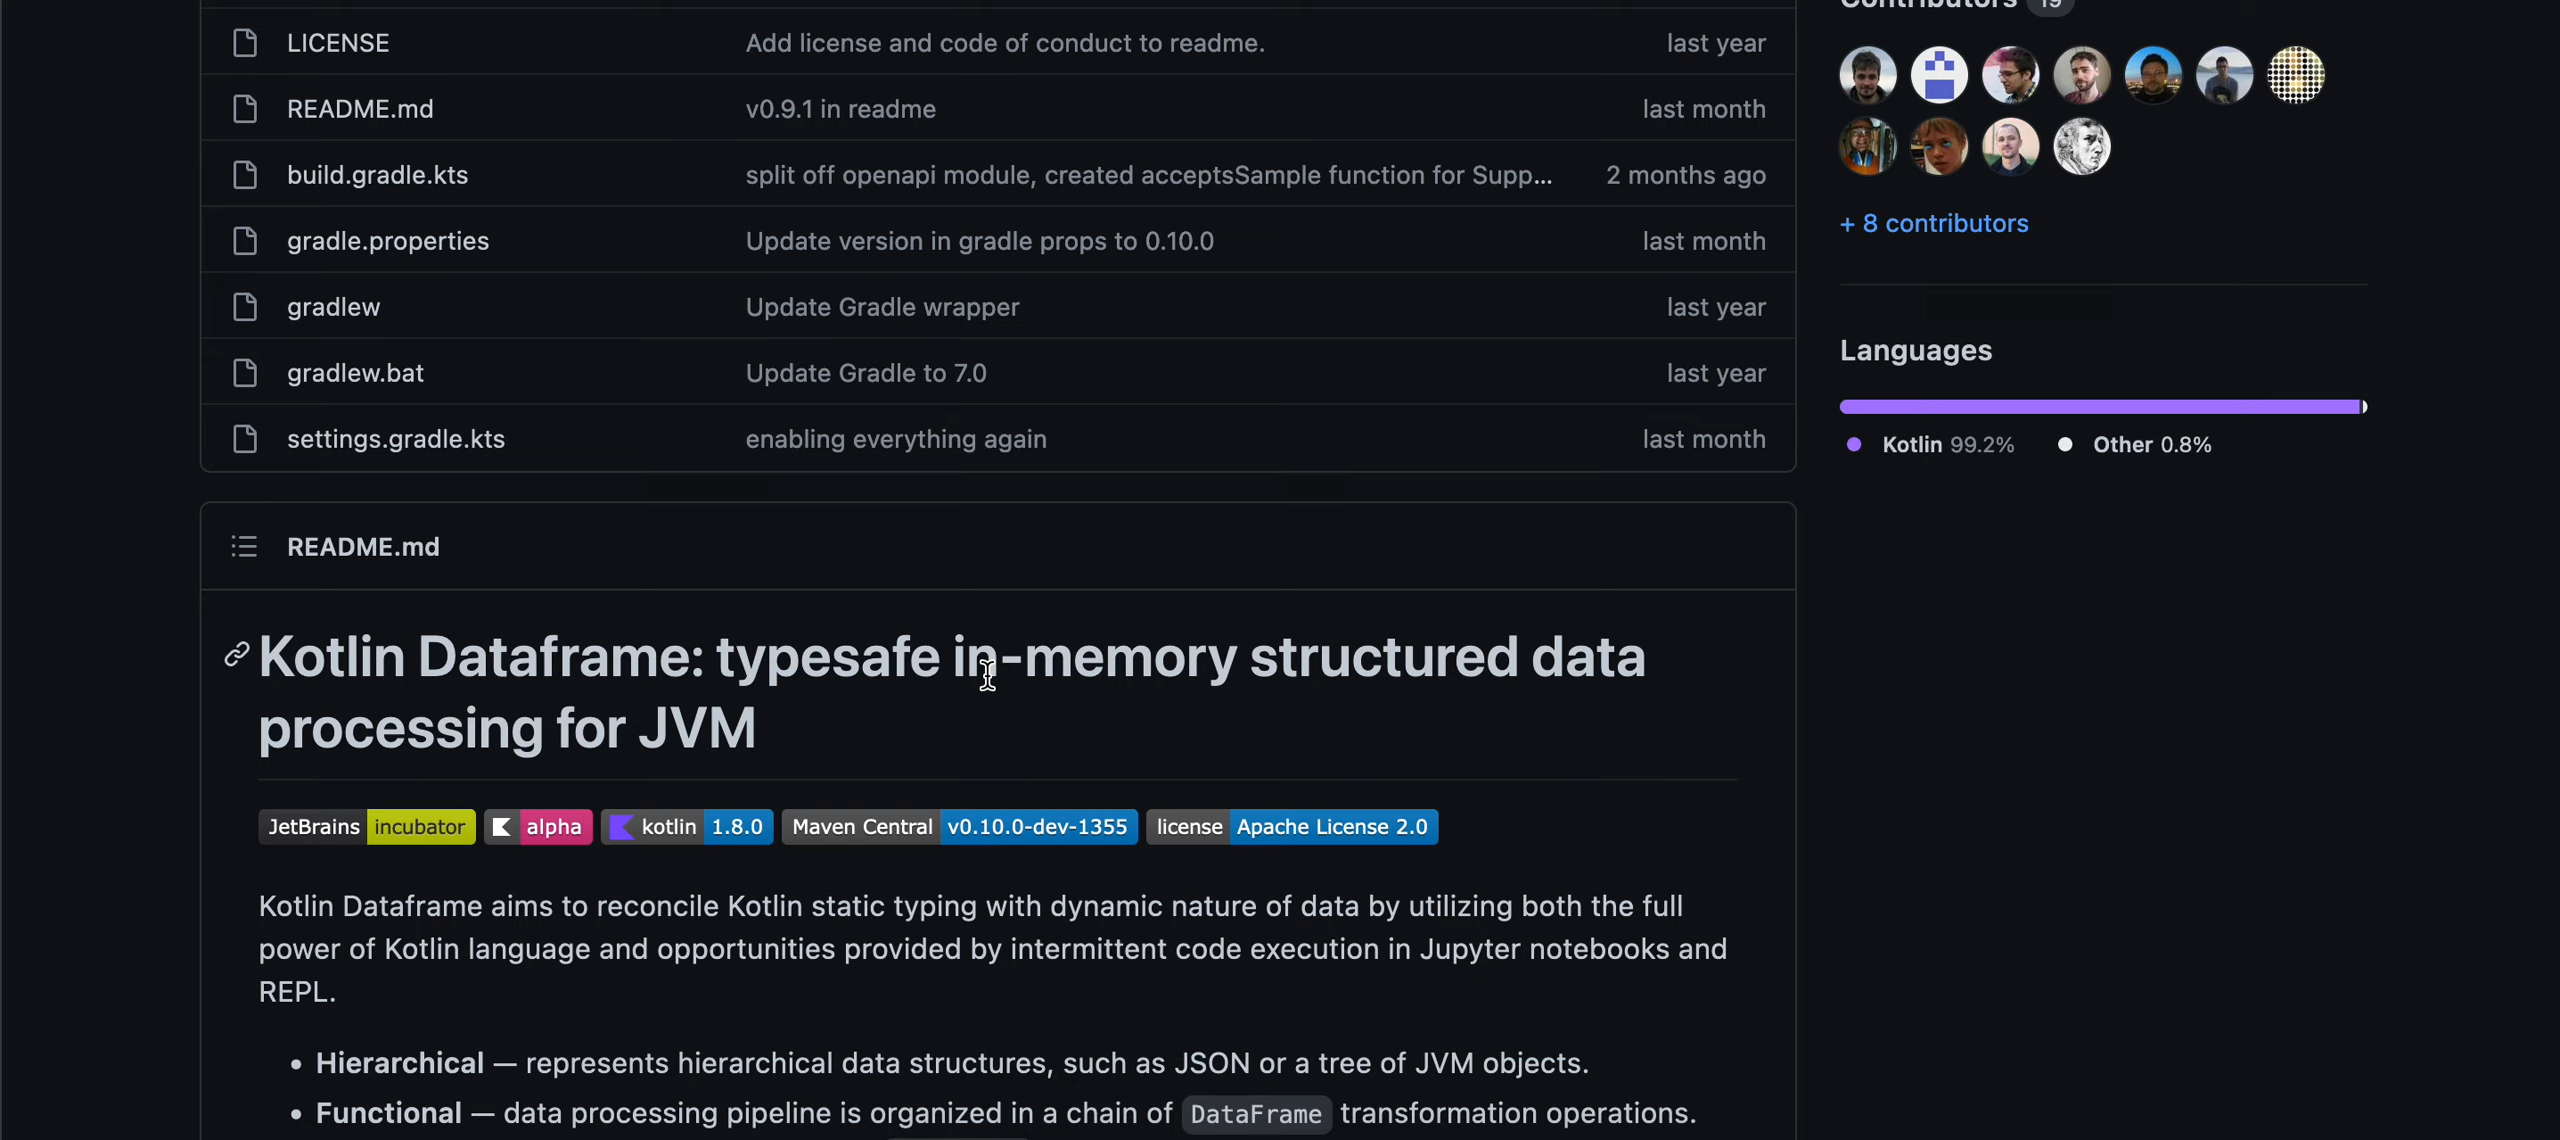 Contributors 19
LICENSE Add license and code of conduct to readme. last year
README.md v0.9.1 in readme last month
build.gradle.kts split off openapi module, created acceptsSample function for Supp... 2 months ago
+ 8 contributors
gradle.properties Update version in gradle props to 0.10.0 last month
gradlew Update Gradle wrapper last year
Languages
gradlew.bat Update Gradle to 7.0 last year
settings.gradle.kts enabling everything again last month
Kotlin 99.2% Other 0.8%
README.md
Kotlin Dataframe: typesafe in-memory structured data
processing for JVM
JetBrains incubator alpha kotlin 1.8.0 Maven Central v0.10.0-dev-1355 license Apache License 2.0
Kotlin Dataframe aims to reconcile Kotlin static typing with dynamic nature of data by utilizing both the full
power of Kotlin language and opportunities provided by intermittent code execution in Jupyter notebooks and
REPL.
• Hierarchical — represents hierarchical data structures, such as JSON or a tree of JVM objects.
• Functional — data processing pipeline is organized in a chain of DataFrame transformation operations.